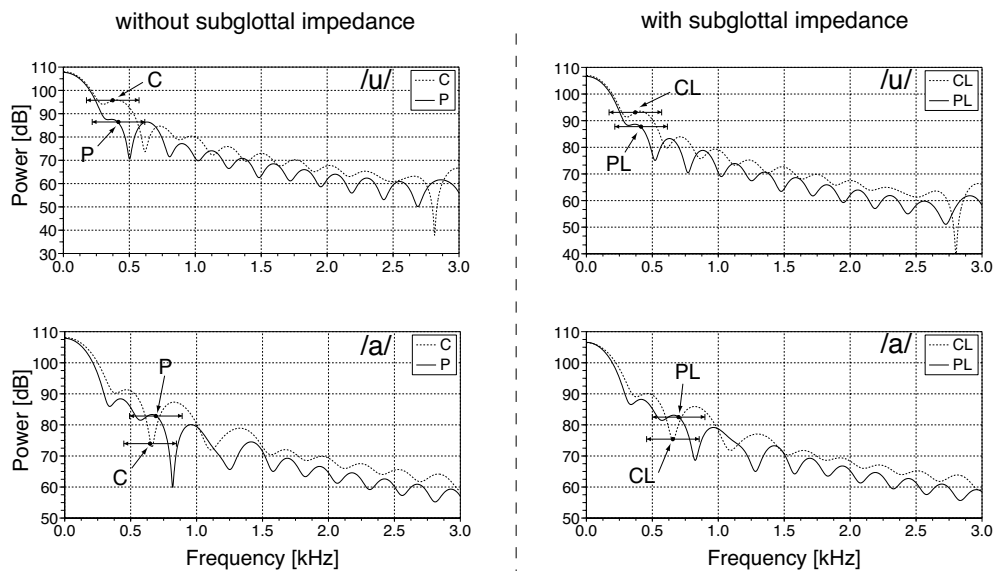 without subglottal impedance
with subglottal impedance
110
100
90
80
70
60
50
40
30
Power [dB]
0.0 0.5 1.0 1.5 2.0 2.5 3.0
/u/
C
P
C
P
110
100
90
80
70
60
50
40
0.0 0.5 1.0 1.5 2.0 2.5 3.0
/u/
CL
PL
CL
PL
110
100
90
80
70
60
50
Power [dB]
0.0 0.5 1.0 1.5 2.0 2.5 3.0
Frequency [kHz]
/a/
C
P
P
C
110
100
90
80
70
60
50
0.0 0.5 1.0 1.5 2.0 2.5 3.0
Frequency [kHz]
/a/
CL
PL
PL
CL